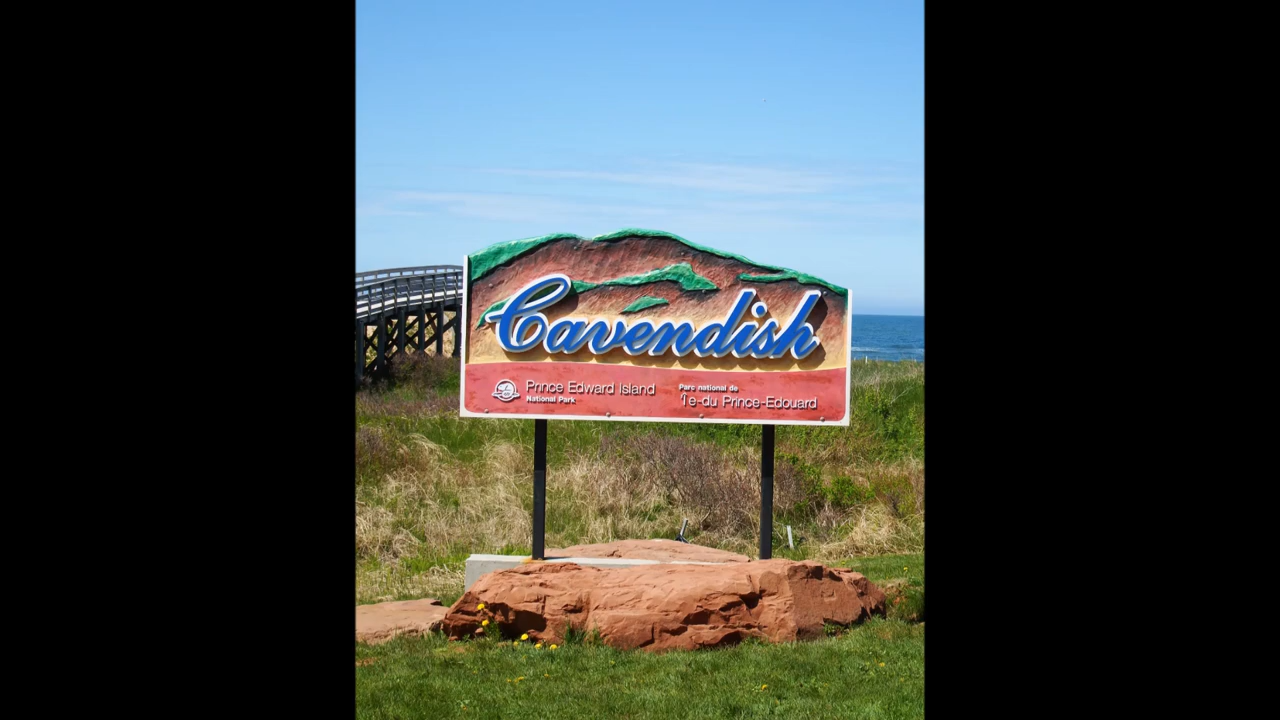 Cavendish
Prince Edward Island
National Park
Parc national de
l'Île-du Prince-Édouard